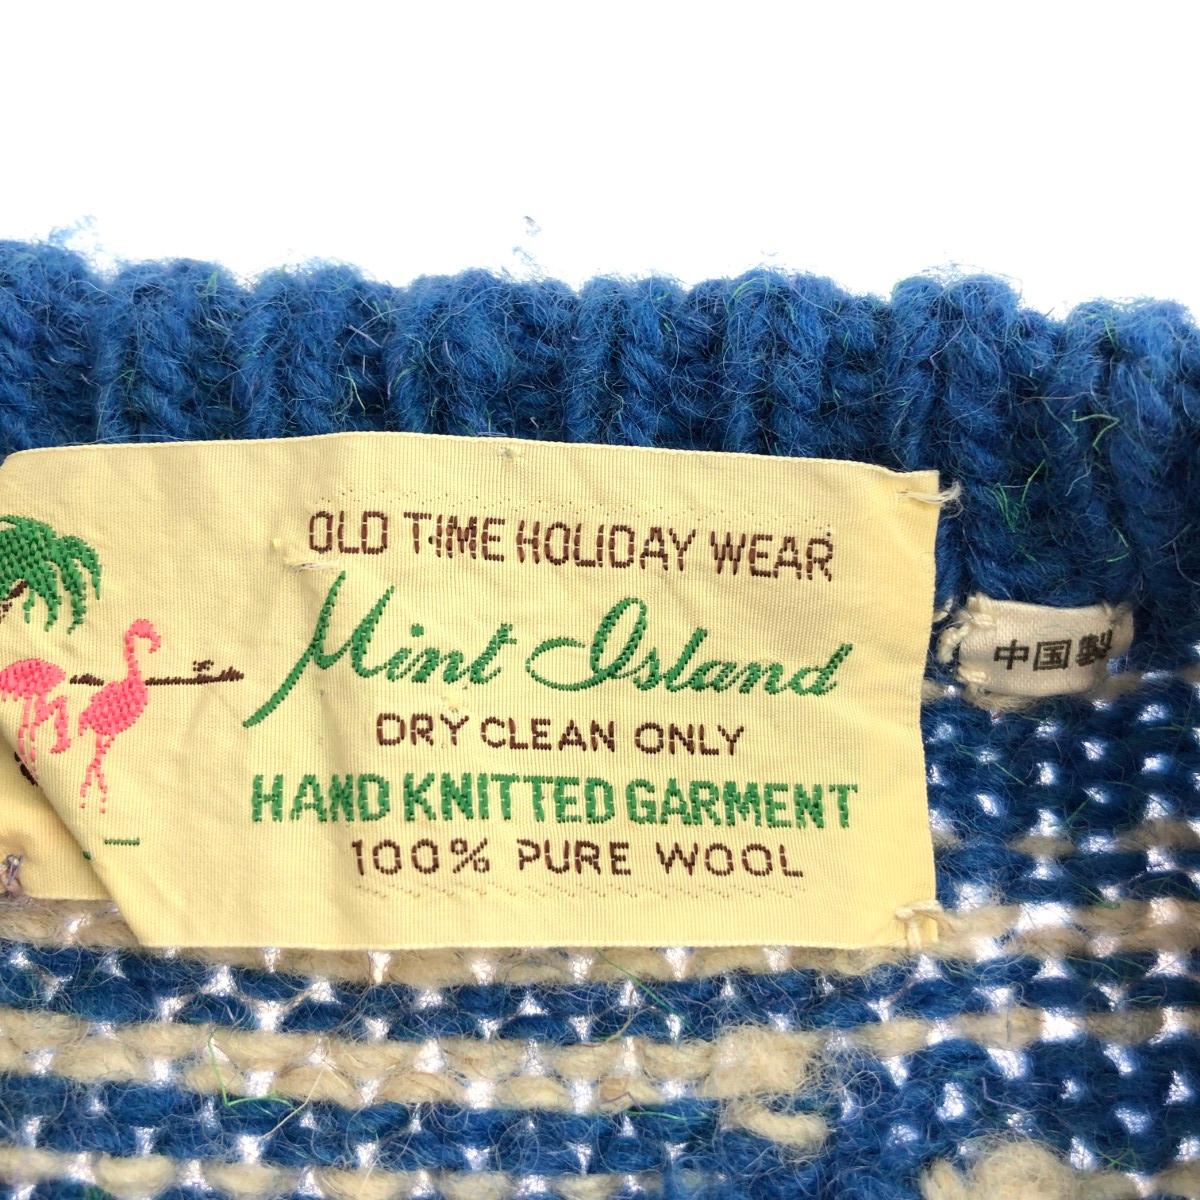 OLD TIME HOLIDAY WEAR
Mint Island
DRY CLEAN ONLY
HAND KNITTED GARMENT
100% PURE WOOL
中国製